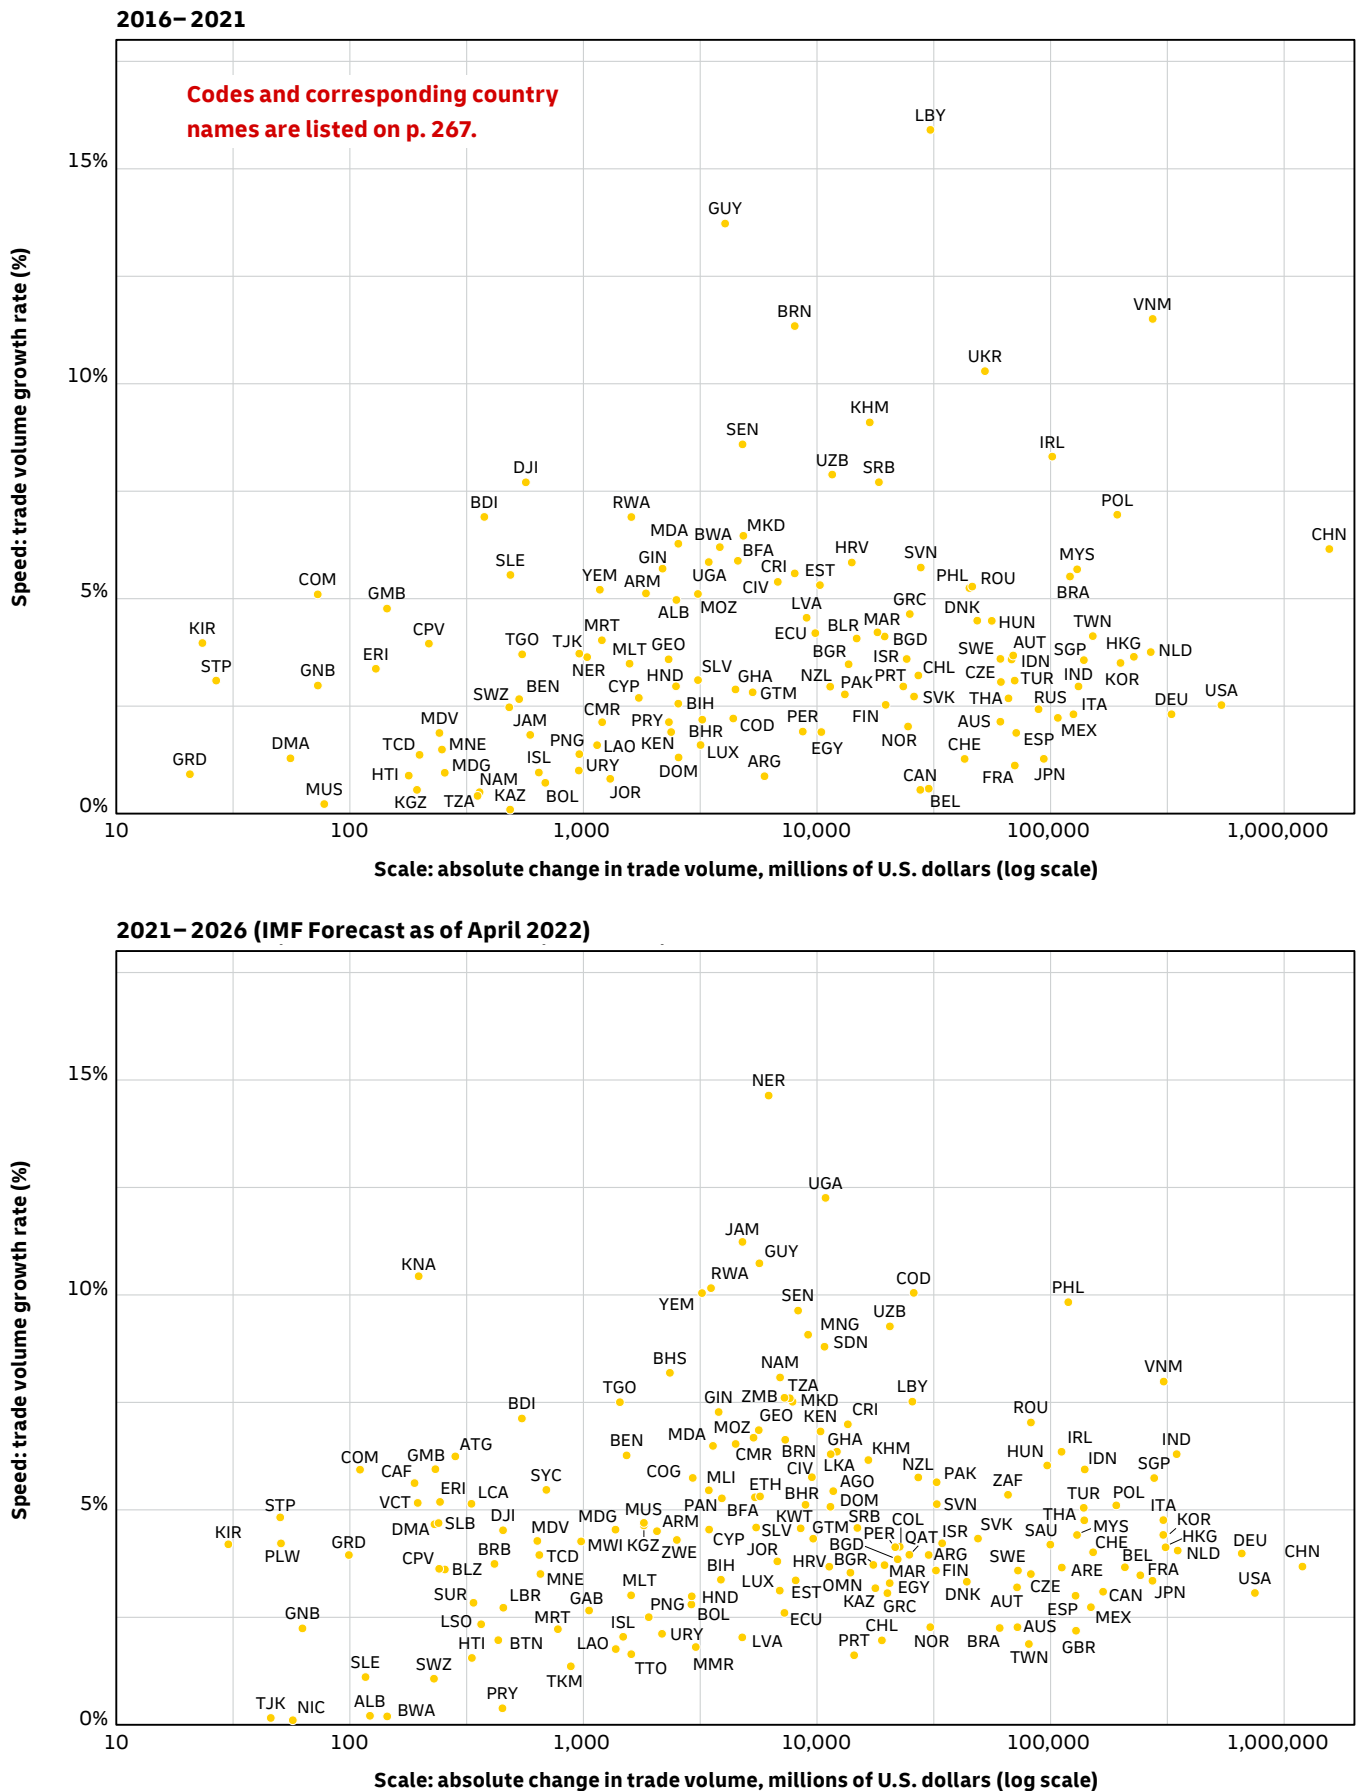 2016–2021
Codes and corresponding country
names are listed on p. 267.
Speed: trade volume growth rate (%)
15%
10%
5%
0%
LBY
GUY
BRN
VNM
UKR
KHM
SEN
IRL
UZB
SRB
DJI
BDI
RWA
POL
MDA
BWA
MKD
CHN
GIN
BFA
HRV
SVN
MYS
SLE
YEM
ARM
UGA
CRI
EST
CIV
PHL
ROU
BRA
COM
GMB
ALB
MOZ
LVA
GRC
DNK
HUN
TWN
KIR
CPV
MRT
ECU
BLR
MAR
BGD
TGO
TJK
MLT
GEO
BGR
ISR
SWE
AUT
IDN
SGP
HKG
NLD
STP
ERI
GNB
NER
HND
SLV
GHA
NZL
PAK
PRT
CHL
CZE
TUR
IND
KOR
SWZ
BEN
CYP
GTM
SVK
THA
RUS
ITA
DEU
USA
CMR
PRY
BIH
COD
PER
FIN
AUS
MEX
MDV
JAM
BHR
EGY
NOR
ESP
TCD
MNE
PNG
LAO
KEN
LUX
CHE
DMA
ISL
URY
DOM
ARG
GRD
HTI
MDG
NAM
FRA
JPN
MUS
KGZ
TZA
KAZ
BOL
JOR
CAN
BEL
10
100
1,000
10,000
100,000
1,000,000
Scale: absolute change in trade volume, millions of U.S. dollars (log scale)
2021–2026 (IMF Forecast as of April 2022)
Speed: trade volume growth rate (%)
15%
10%
5%
0%
NER
UGA
JAM
GUY
KNA
RWA
COD
PHL
YEM
SEN
UZB
MNG
SDN
BHS
NAM
VNM
TGO
ZMB
TZA
MKD
LBY
BDI
GIN
GEO
KEN
CRI
ROU
MDA
MOZ
ATG
BEN
CMR
BRN
GHA
KHM
HUN
IRL
IND
COM
GMB
LKA
IDN
CAF
SYC
COG
MLI
CIV
AGO
NZL
PAK
ZAF
SGP
ERI
LCA
ETH
BHR
VCT
PAN
BFA
DOM
SVN
TUR
POL
ITA
STP
DMA
SLB
DJI
MDG
MUS
ARM
KWT
GTM
SRB
COL
THA
KOR
KIR
MDV
CYP
SLV
PER
QAT
ISR
SVK
SAU
MYS
HKG
PLW
GRD
MWI
KGZ
ZWE
BGD
CHE
NLD
DEU
CHN
BRB
TCD
JOR
BGR
ARG
CPV
BLZ
BIH
HRV
MAR
FIN
SWE
ARE
BEL
FRA
MNE
LUX
OMN
EGY
CZE
JPN
USA
SUR
LBR
GAB
MLT
HND
EST
KAZ
GRC
DNK
AUT
CAN
PNG
BOL
ECU
ESP
MEX
GNB
LSO
MRT
ISL
CHL
NOR
BRA
AUS
GBR
HTI
BTN
LAO
URY
LVA
PRT
TWN
SLE
SWZ
TKM
TTO
MMR
TJK
NIC
ALB
BWA
PRY
10
100
1,000
10,000
100,000
1,000,000
Scale: absolute change in trade volume, millions of U.S. dollars (log scale)